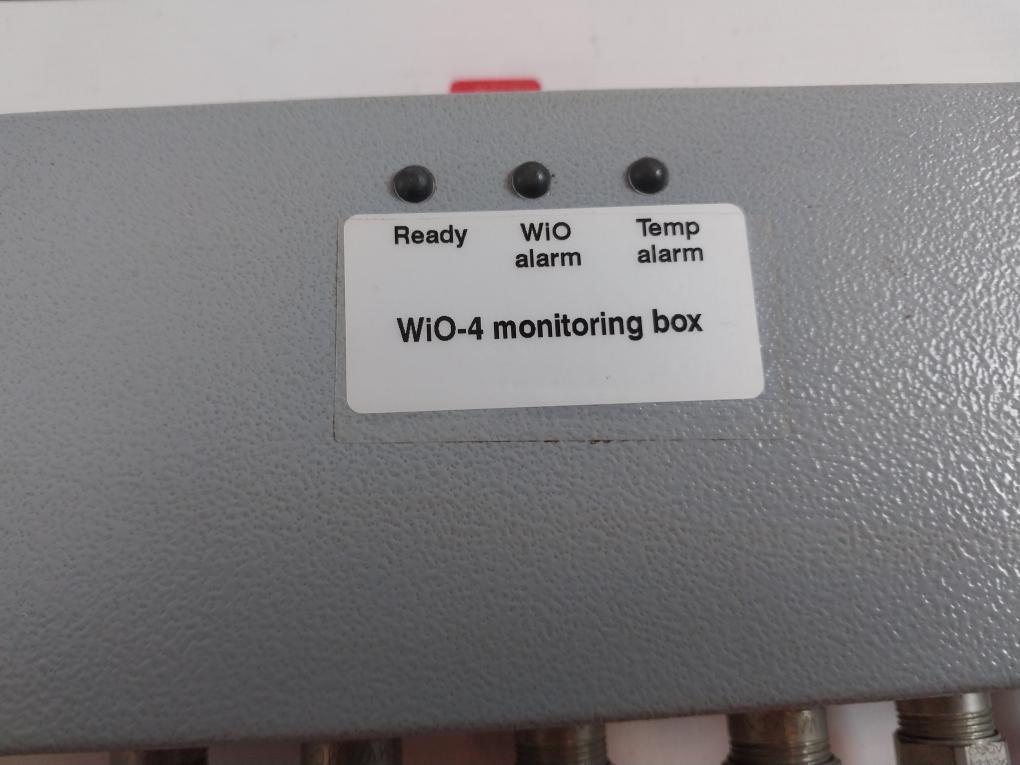 Ready WiO Temp
alarm alarm
WiO-4 monitoring box